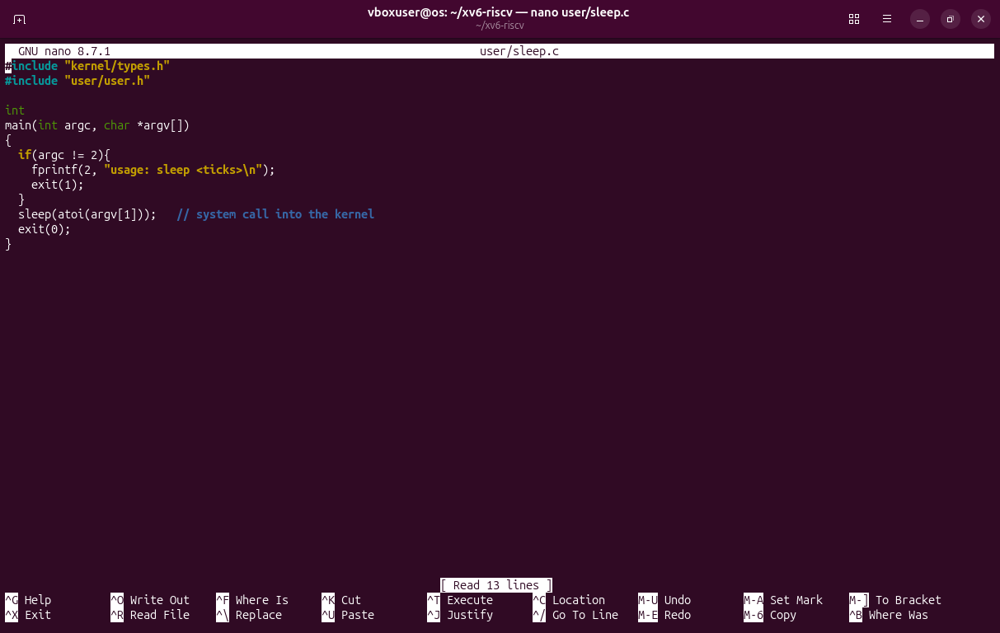 vboxuser@os: ~/xv6-riscv — nano user/sleep.c
~/xv6-riscv
GNU nano 8.7.1 user/sleep.c
#include "kernel/types.h"
#include "user/user.h"

int
main(int argc, char *argv[])
{
  if(argc != 2){
    fprintf(2, "usage: sleep <ticks>\n");
    exit(1);
  }
  sleep(atoi(argv[1]));   // system call into the kernel
  exit(0);
}
[ Read 13 lines ]
^G Help ^O Write Out ^F Where Is ^K Cut ^T Execute ^C Location M-U Undo M-A Set Mark M-] To Bracket
^X Exit ^R Read File ^\ Replace ^U Paste ^J Justify ^/ Go To Line M-E Redo M-6 Copy ^B Where Was